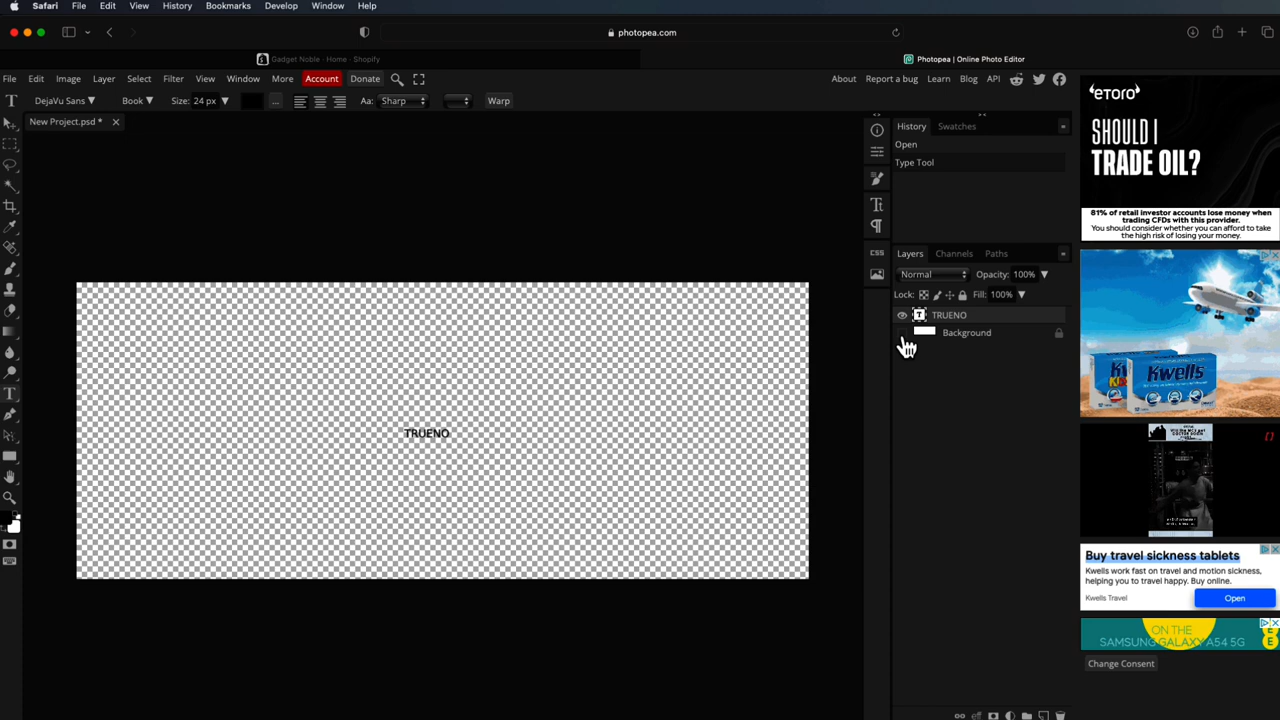 Safari File Edit View History Bookmarks Develop Window Help
photopea.com
Gadget Noble · Home · Shopify
Photopea | Online Photo Editor
File Edit Image Layer Select Filter View Window More Account Donate
About Report a bug Learn Blog API
DejaVu Sans Book Size: 24 px ... Aa: Sharp Warp
New Project.psd *
History Swatches
Open
Type Tool
CSS
Layers Channels Paths
Normal Opacity: 100%
Lock: Fill: 100%
TRUENO
Background
TRUENO
eff
eTORO
SHOULD I
TRADE OIL?
81% of retail investor accounts lose money when
trading CFDs with this provider.
You should consider whether you can afford to take
the high risk of losing your money.
Kwells
Buy travel sickness tablets
Kwells work fast on travel and motion sickness,
helping you to travel happy. Buy online.
Kwells Travel
Open
ON THE
SAMSUNG GALAXY A54 5G
Change Consent